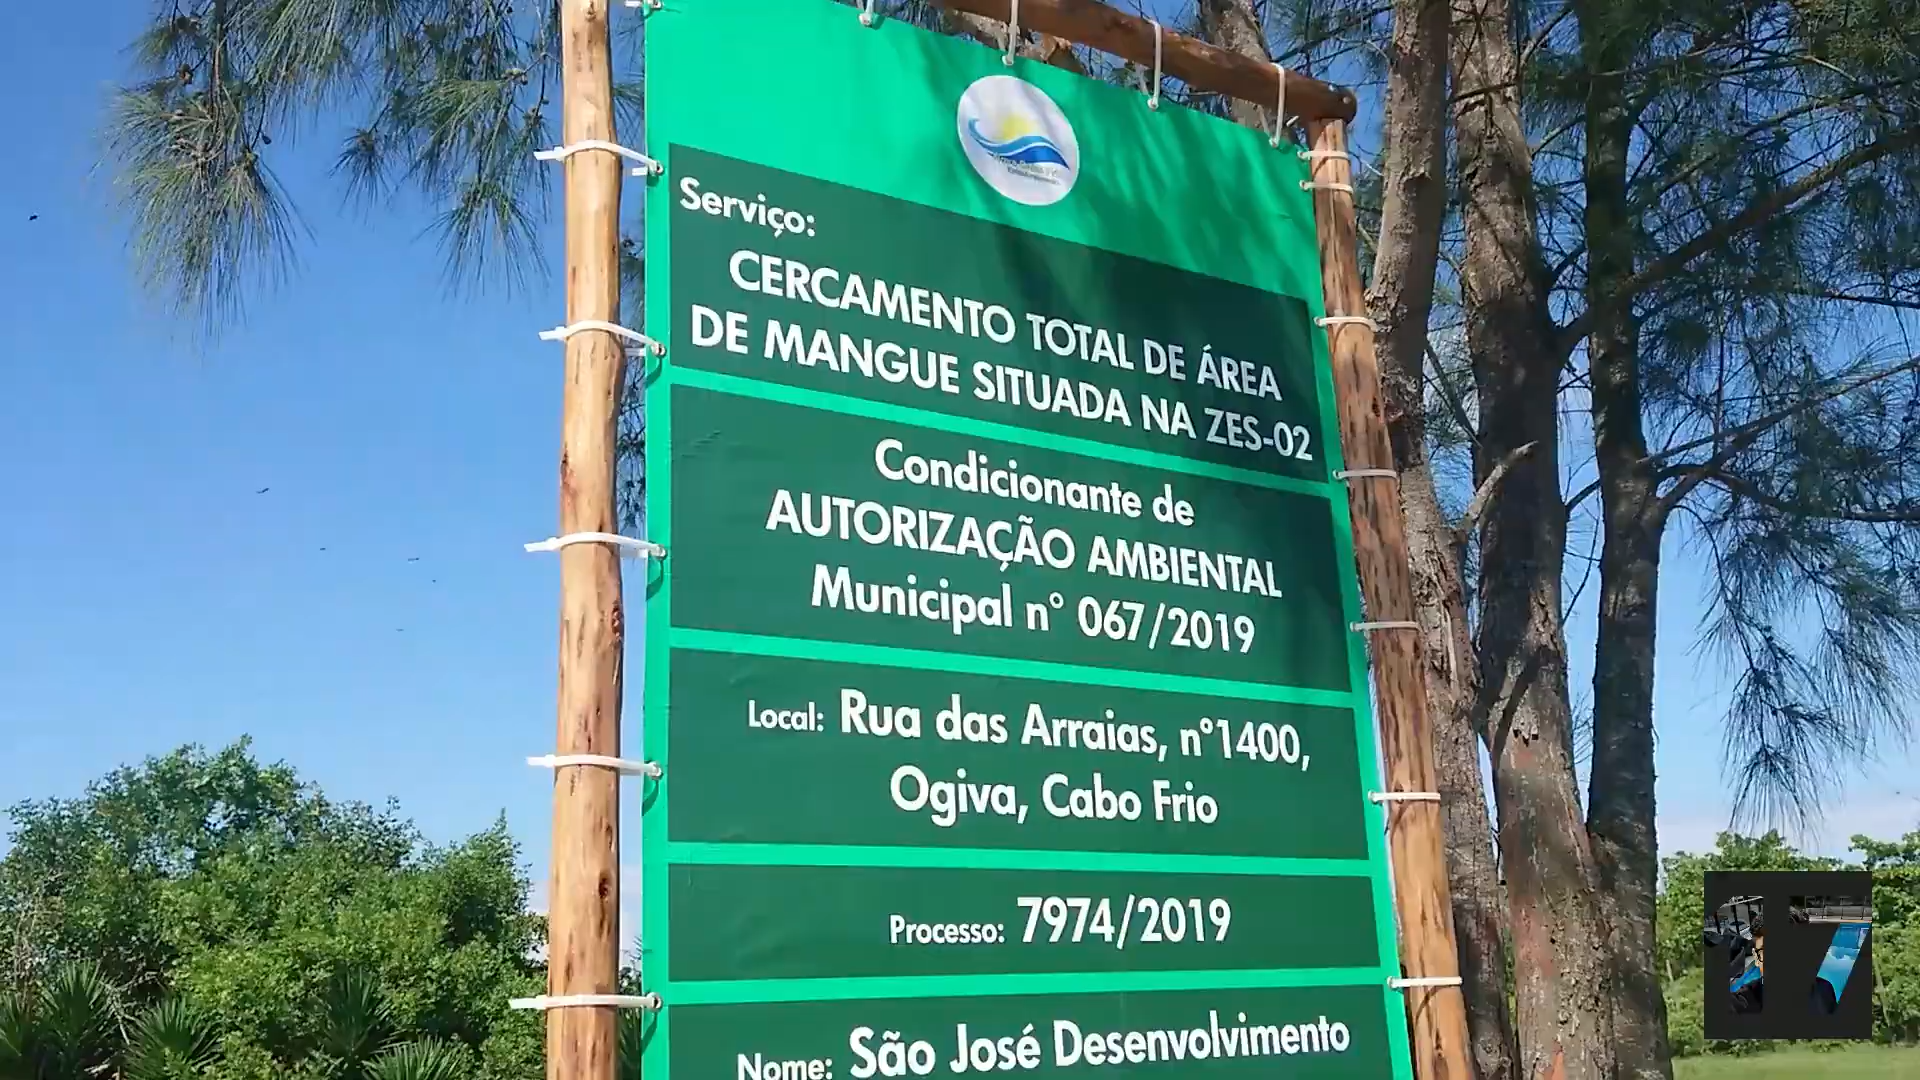 Serviço:
CERCAMENTO TOTAL DE ÁREA
DE MANGUE SITUADA NA ZES-02
Condicionante de
AUTORIZAÇÃO AMBIENTAL
Municipal n° 067/2019
Local: Rua das Arraias, n°1400,
Ogiva, Cabo Frio
Processo: 7974/2019
Nome: São José Desenvolvimento
17